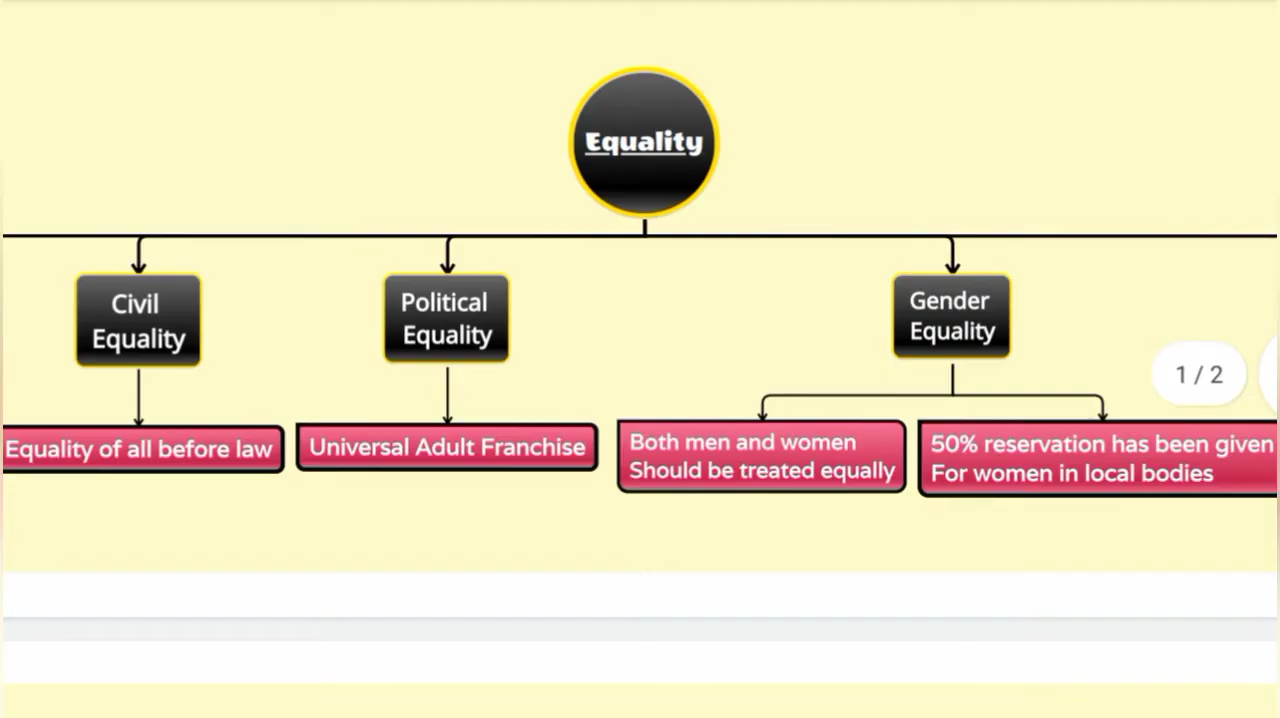 Equality
Civil
Equality
Political
Equality
Gender
Equality
1 / 2
Equality of all before law
Universal Adult Franchise
Both men and women
Should be treated equally
50% reservation has been given
For women in local bodies